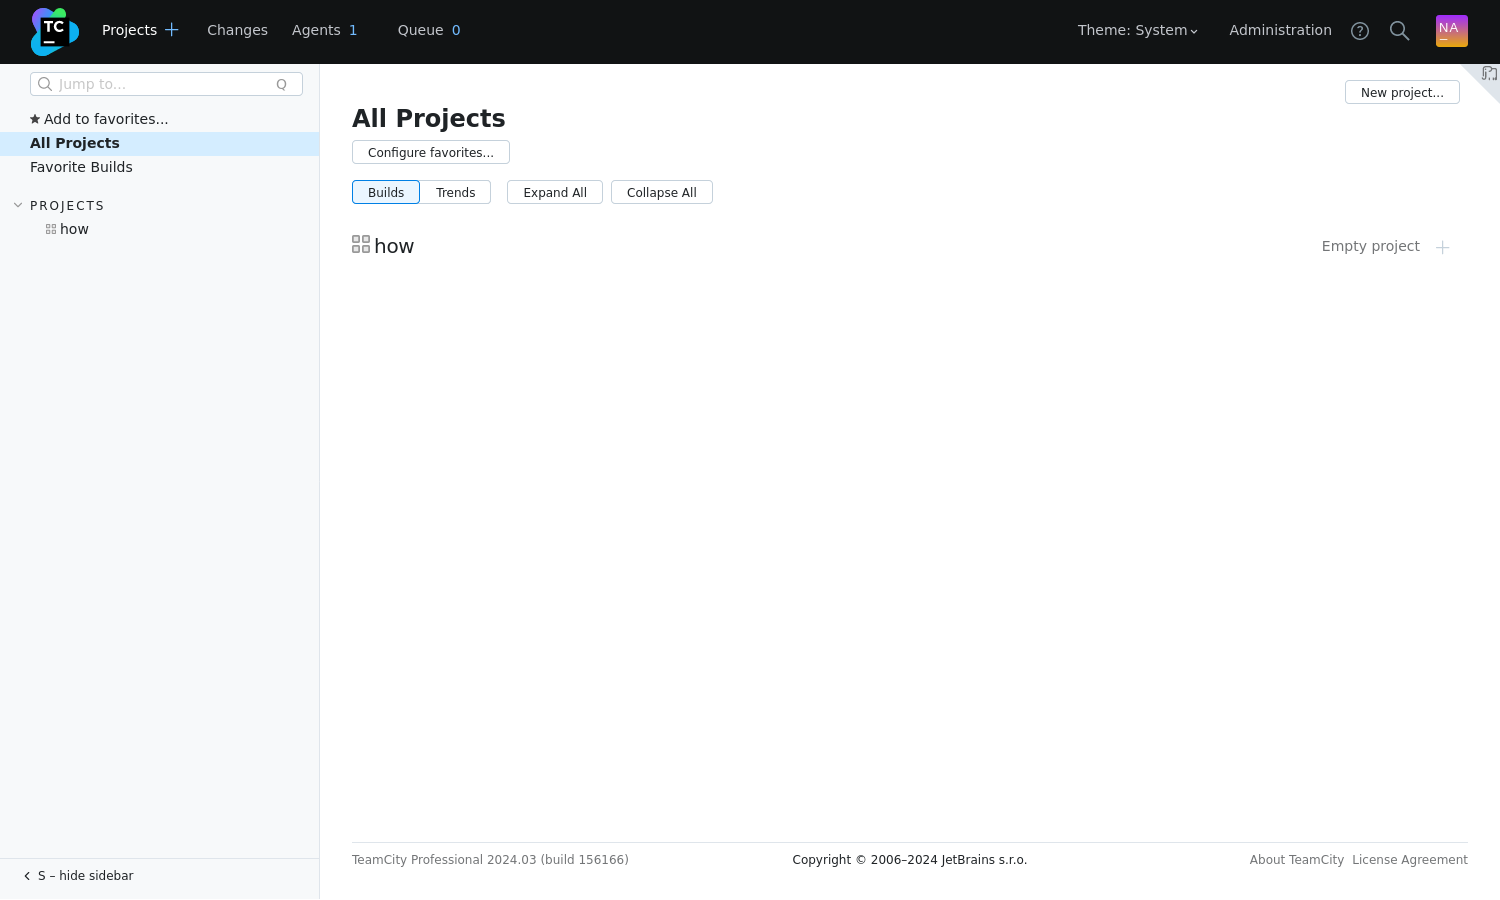 TC
Projects
Changes
Agents 1
Queue 0
Theme: System
Administration
NA
Jump to...
Q
Add to favorites...
All Projects
Favorite Builds
PROJECTS
how
S – hide sidebar
New project...
All Projects
Configure favorites...
Builds Trends Expand All Collapse All
how
Empty project
TeamCity Professional 2024.03 (build 156166)
Copyright © 2006–2024 JetBrains s.r.o.
About TeamCity License Agreement